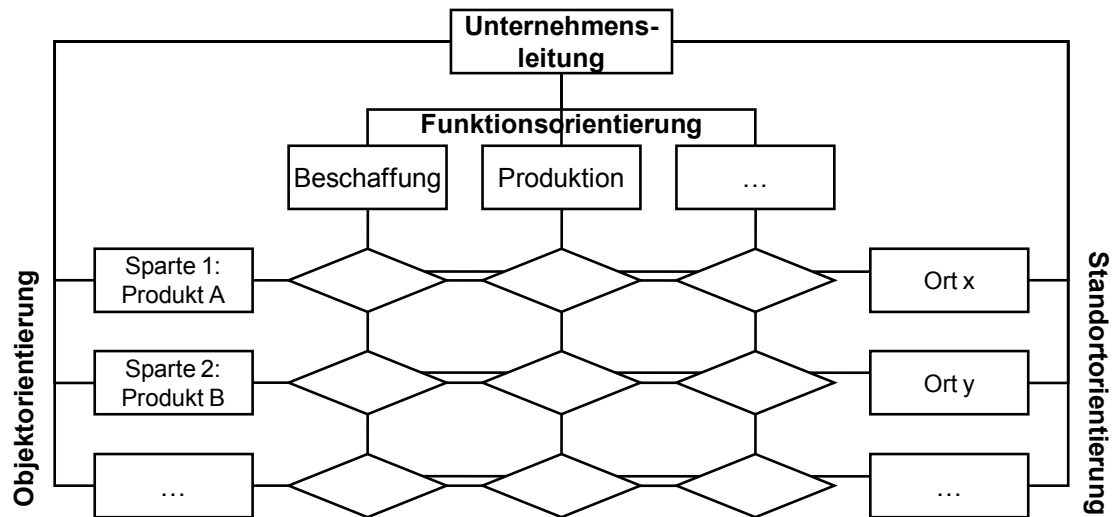 Unternehmens-
leitung
Funktionsorientierung
Beschaffung
Produktion
…
Objektorientierung
Sparte 1:
Produkt A
Ort x
Sparte 2:
Produkt B
Ort y
…
…
Standortorientierung